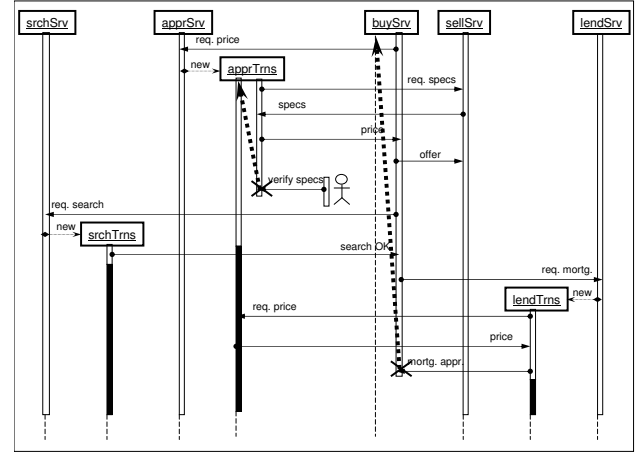 srchSrv
apprSrv
buySrv
sellSrv
lendSrv
req. price
new
apprTrns
req. specs
specs
price
offer
verify specs
req. search
new
srchTrns
search OK
req. mortg.
new
lendTrns
req. price
price
mortg. appr.